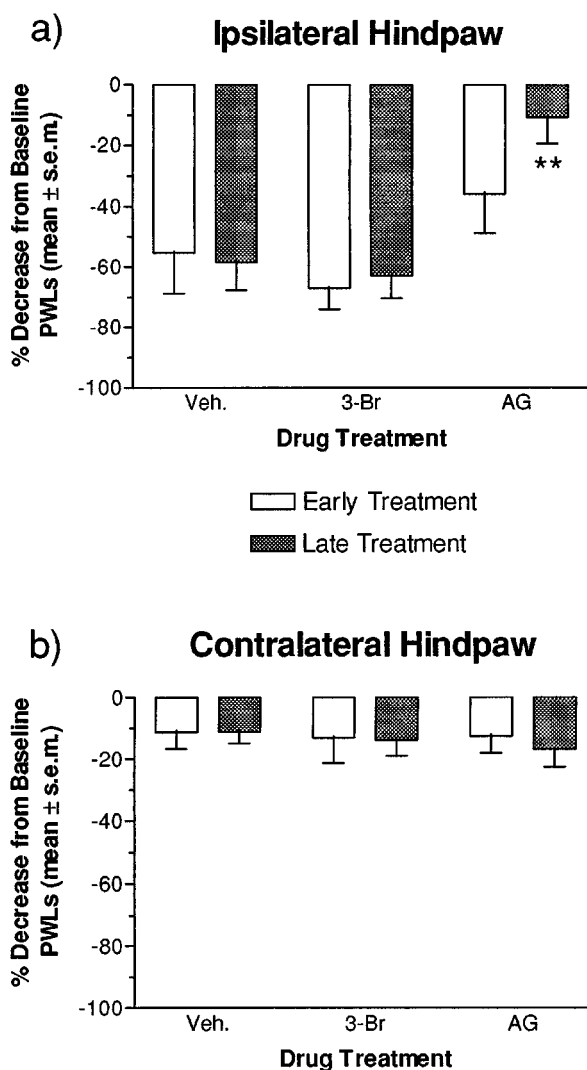 a) Ipsilateral Hindpaw
% Decrease from Baseline
PWLs (mean ± s.e.m.)
0
-20
-40
-60
-80
-100
**
Veh. 3-Br AG
Drug Treatment
Early Treatment
Late Treatment
b) Contralateral Hindpaw
% Decrease from Baseline
PWLs (mean ± s.e.m.)
0
-20
-40
-60
-80
-100
Veh. 3-Br AG
Drug Treatment